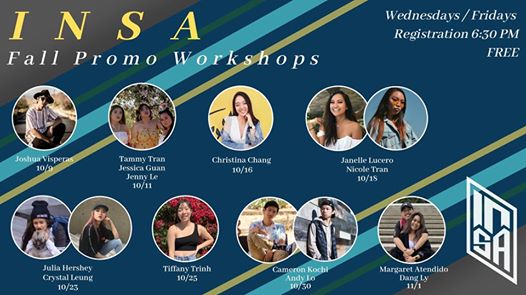 INSA
Fall Promo Workshops
Wednesdays / Fridays
Registration 6:30 PM
FREE
Joshua Visperas
10/9
Tammy Tran
Jessica Guan
Jenny Le
10/11
Christina Chang
10/16
Janelle Lucero
Nicole Tran
10/18
Julia Hershey
Crystal Leung
10/23
Tiffany Trinh
10/25
Cameron Kochi
Andy Lo
10/30
Margaret Atendido
Dang Ly
11/1
INSA